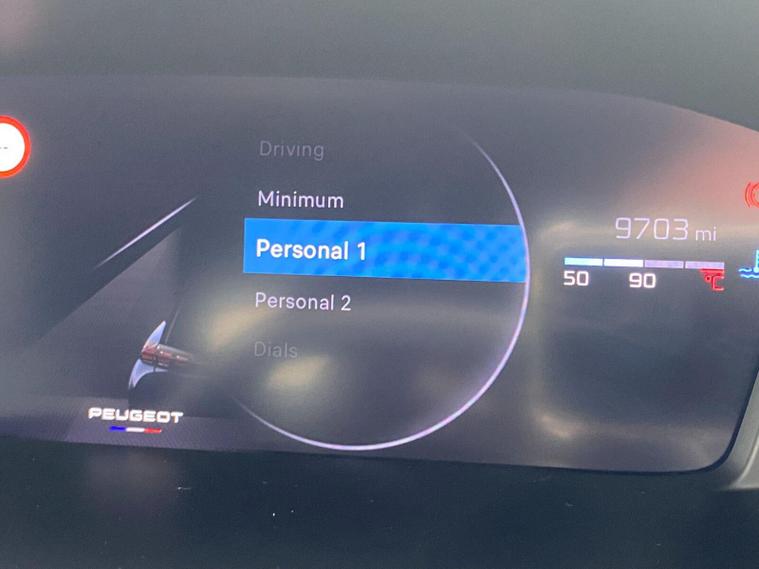 Driving
Minimum
Personal 1
Personal 2
Dials
9703 mi
50 90 °C
PEUGEOT